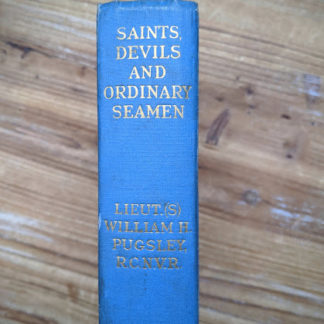 SAINTS,
DEVILS
AND
ORDINARY
SEAMEN
LIEUT.(S)
WILLIAM H.
PUGSLEY,
R.C.N.V.R.